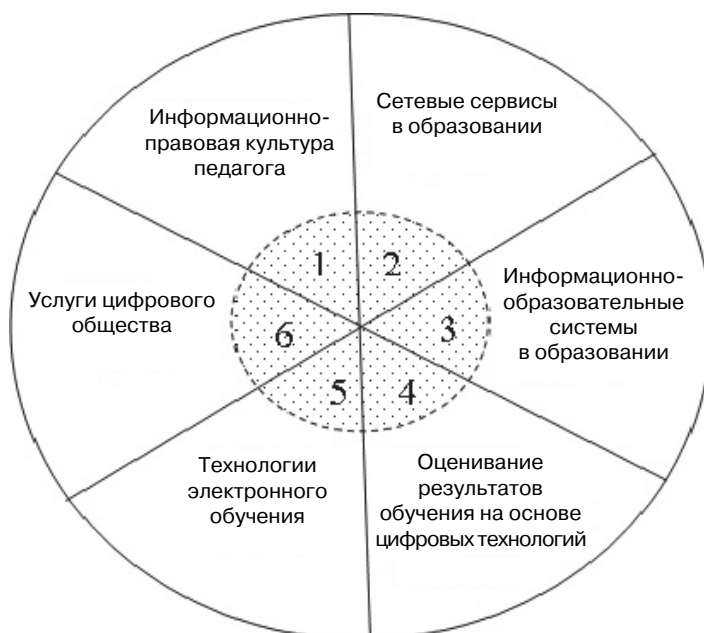 Информационно-
правовая культура
педагога
Сетевые сервисы
в образовании
Информационно-
образовательные
системы
в образовании
Оценивание
результатов
обучения на основе
цифровых технологий
Технологии
электронного
обучения
Услуги цифрового
общества
1
2
3
4
5
6